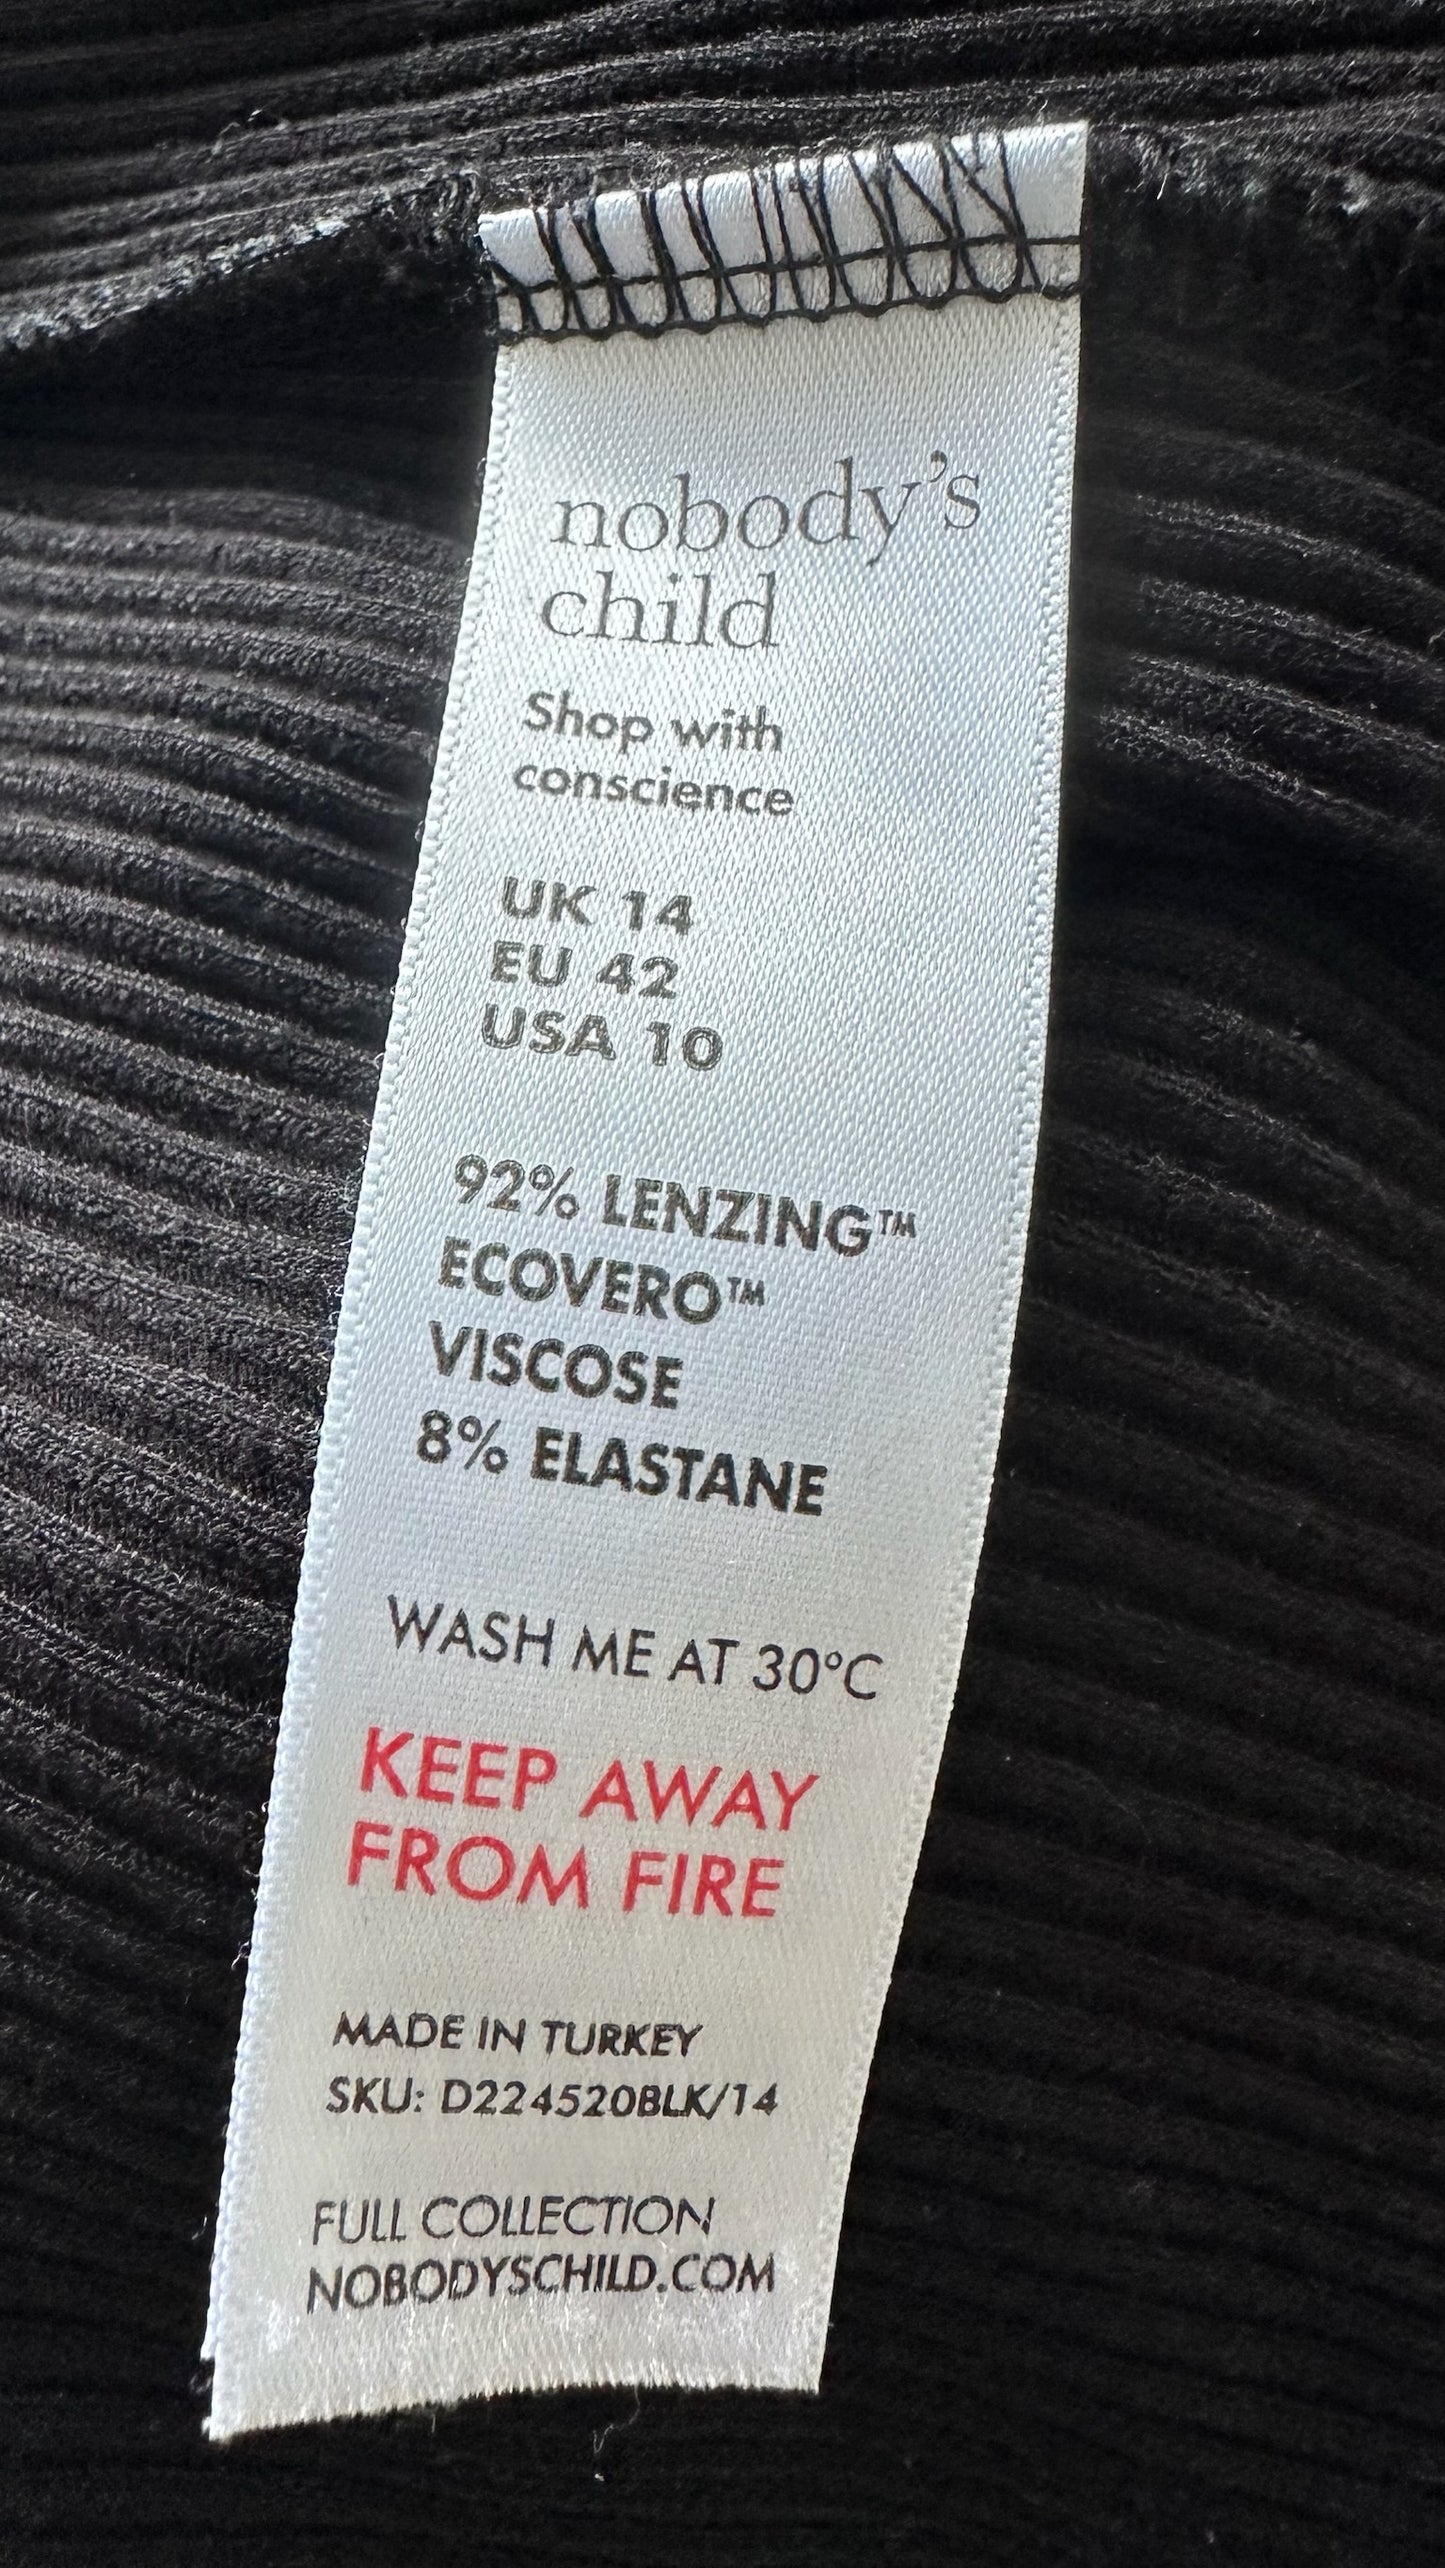 nobody's
child
Shop with
conscience
UK 14
EU 42
USA 10
92% LENZING™
ECOVERO™
VISCOSE
8% ELASTANE
WASH ME AT 30°C
KEEP AWAY
FROM FIRE
MADE IN TURKEY
SKU: D224520BLK/14
FULL COLLECTION
NOBODYSCHILD.COM